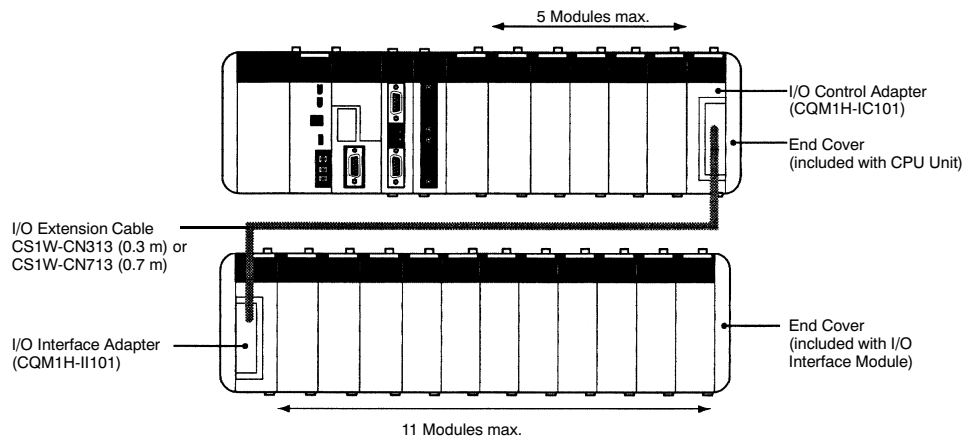 5 Modules max.
I/O Control Adapter
(CQM1H-IC101)
End Cover
(included with CPU Unit)
I/O Extension Cable
CS1W-CN313 (0.3 m) or
CS1W-CN713 (0.7 m)
I/O Interface Adapter
(CQM1H-II101)
End Cover
(included with I/O
Interface Module)
11 Modules max.